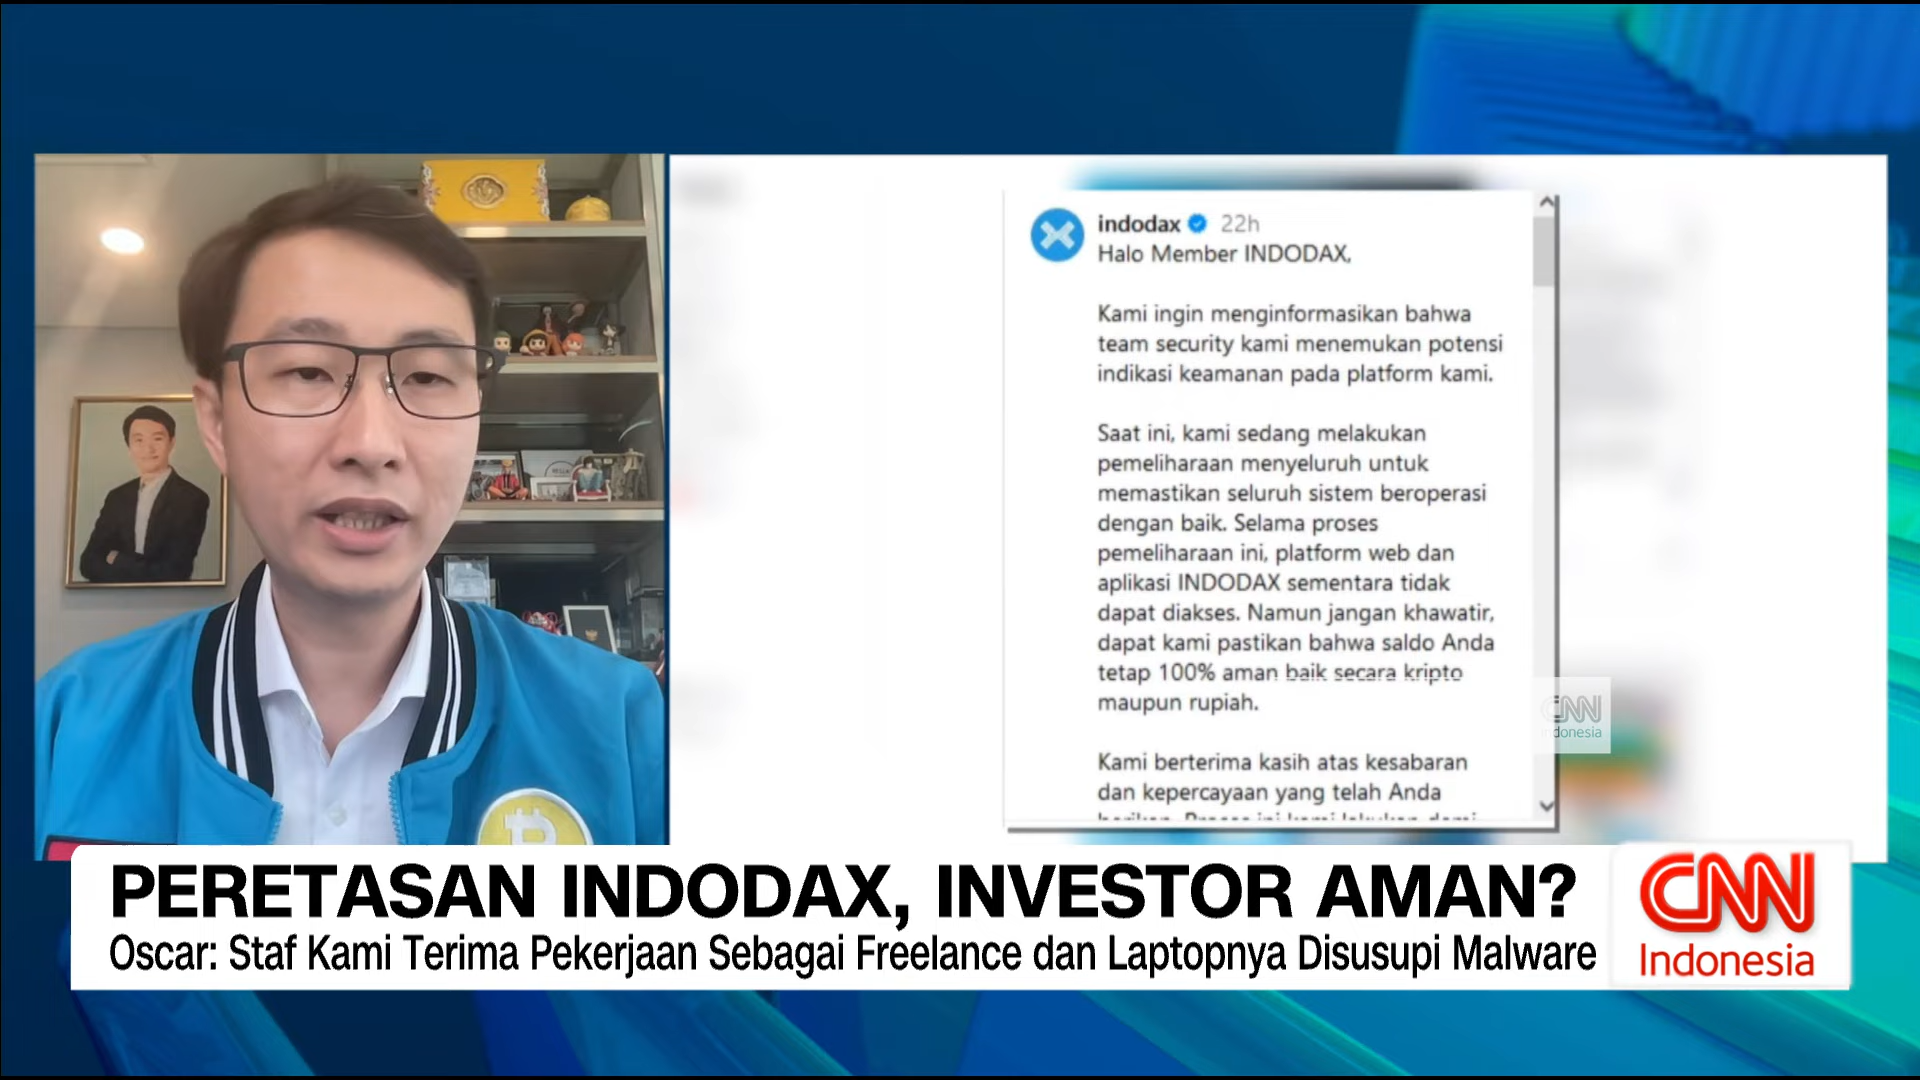 indodax 22h
Halo Member INDODAX,
Kami ingin menginformasikan bahwa
team security kami menemukan potensi
indikasi keamanan pada platform kami.
Saat ini, kami sedang melakukan
pemeliharaan menyeluruh untuk
memastikan seluruh sistem beroperasi
dengan baik. Selama proses
pemeliharaan ini, platform web dan
aplikasi INDODAX sementara tidak
dapat diakses. Namun jangan khawatir,
dapat kami pastikan bahwa saldo Anda
tetap 100% aman baik secara kripto
maupun rupiah.
Kami berterima kasih atas kesabaran
dan kepercayaan yang telah Anda
CNN
Indonesia
PERETASAN INDODAX, INVESTOR AMAN?
Oscar: Staf Kami Terima Pekerjaan Sebagai Freelance dan Laptopnya Disusupi Malware
CNN
Indonesia